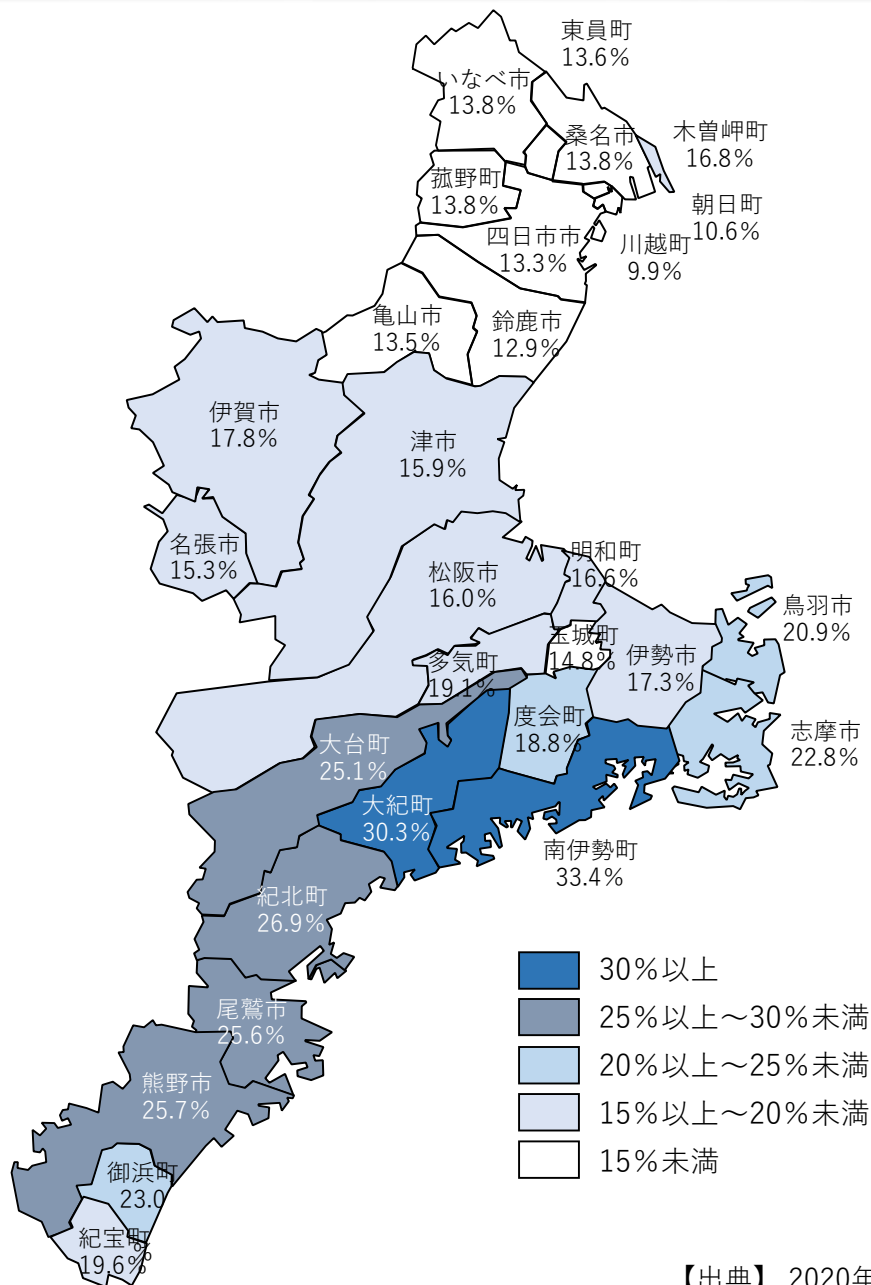 東員町
13.6%
いなべ市
13.8%
桑名市
13.8%
木曽岬町
16.8%
菰野町
13.8%
朝日町
10.6%
四日市市
13.3%
川越町
9.9%
亀山市
13.5%
鈴鹿市
12.9%
伊賀市
17.8%
津市
15.9%
名張市
15.3%
松阪市
16.0%
明和町
16.6%
鳥羽市
20.9%
玉城町
14.8%
伊勢市
17.3%
多気町
19.1%
度会町
18.8%
志摩市
22.8%
大台町
25.1%
大紀町
30.3%
南伊勢町
33.4%
紀北町
26.9%
尾鷲市
25.6%
熊野市
25.7%
御浜町
23.0
紀宝町
19.6%
30%以上
25%以上～30%未満
20%以上～25%未満
15%以上～20%未満
15%未満
【出典】 2020年